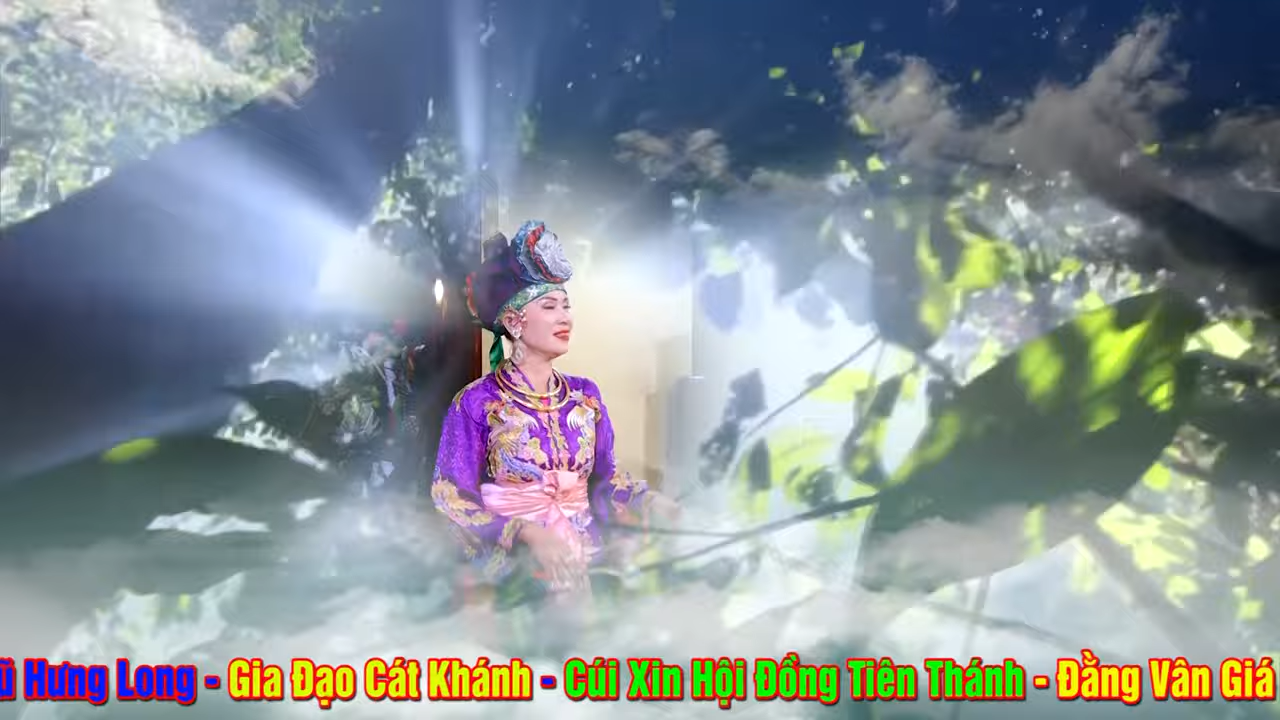 ũ Hưng Long - Gia Đạo Cát Khánh - Cúi Xin Hội Đồng Tiên Thánh - Đằng Vân Giá